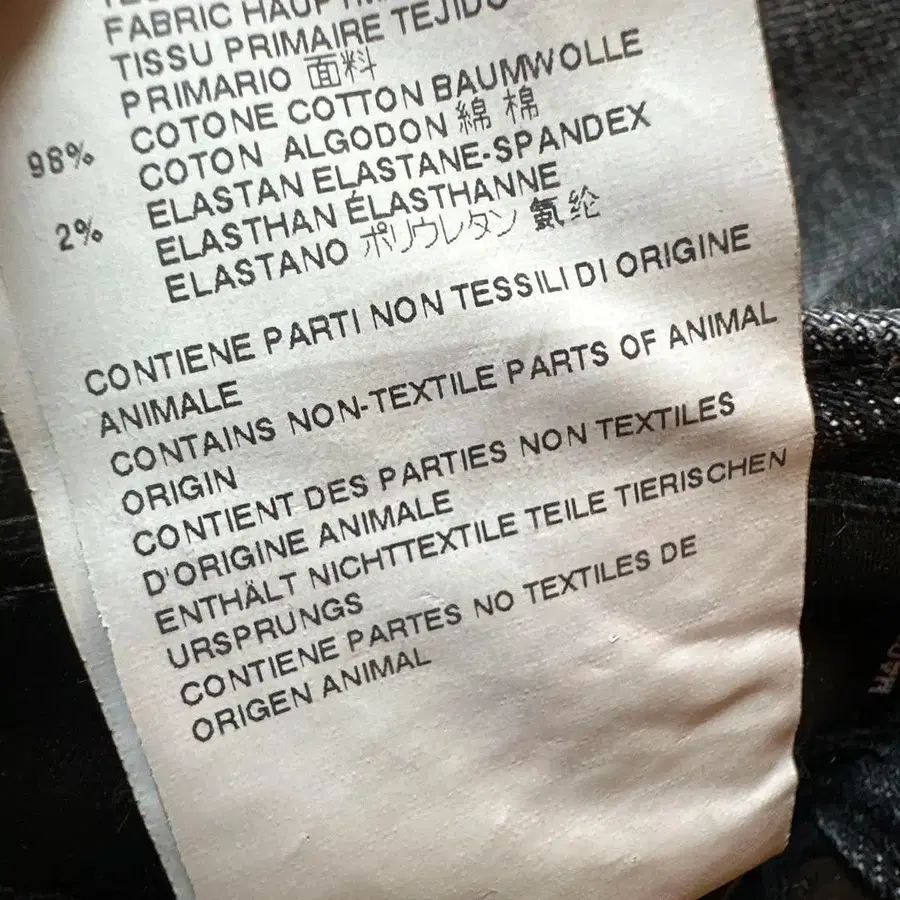 FABRIC
TISSU PRIMAIRE TEJIDO
PRIMARIO 面料
98% COTONE COTTON BAUMWOLLE
COTON ALGODON 綿 棉
2% ELASTAN ELASTANE-SPANDEX
ELASTHAN ÉLASTHANNE
ELASTANO ポリウレタン 氨纶
CONTIENE PARTI NON TESSILI DI ORIGINE
ANIMALE
CONTAINS NON-TEXTILE PARTS OF ANIMAL
ORIGIN
CONTIENT DES PARTIES NON TEXTILES
D'ORIGINE ANIMALE
ENTHÄLT NICHTTEXTILE TEILE TIERISCHEN
URSPRUNGS
CONTIENE PARTES NO TEXTILES DE
ORIGEN ANIMAL